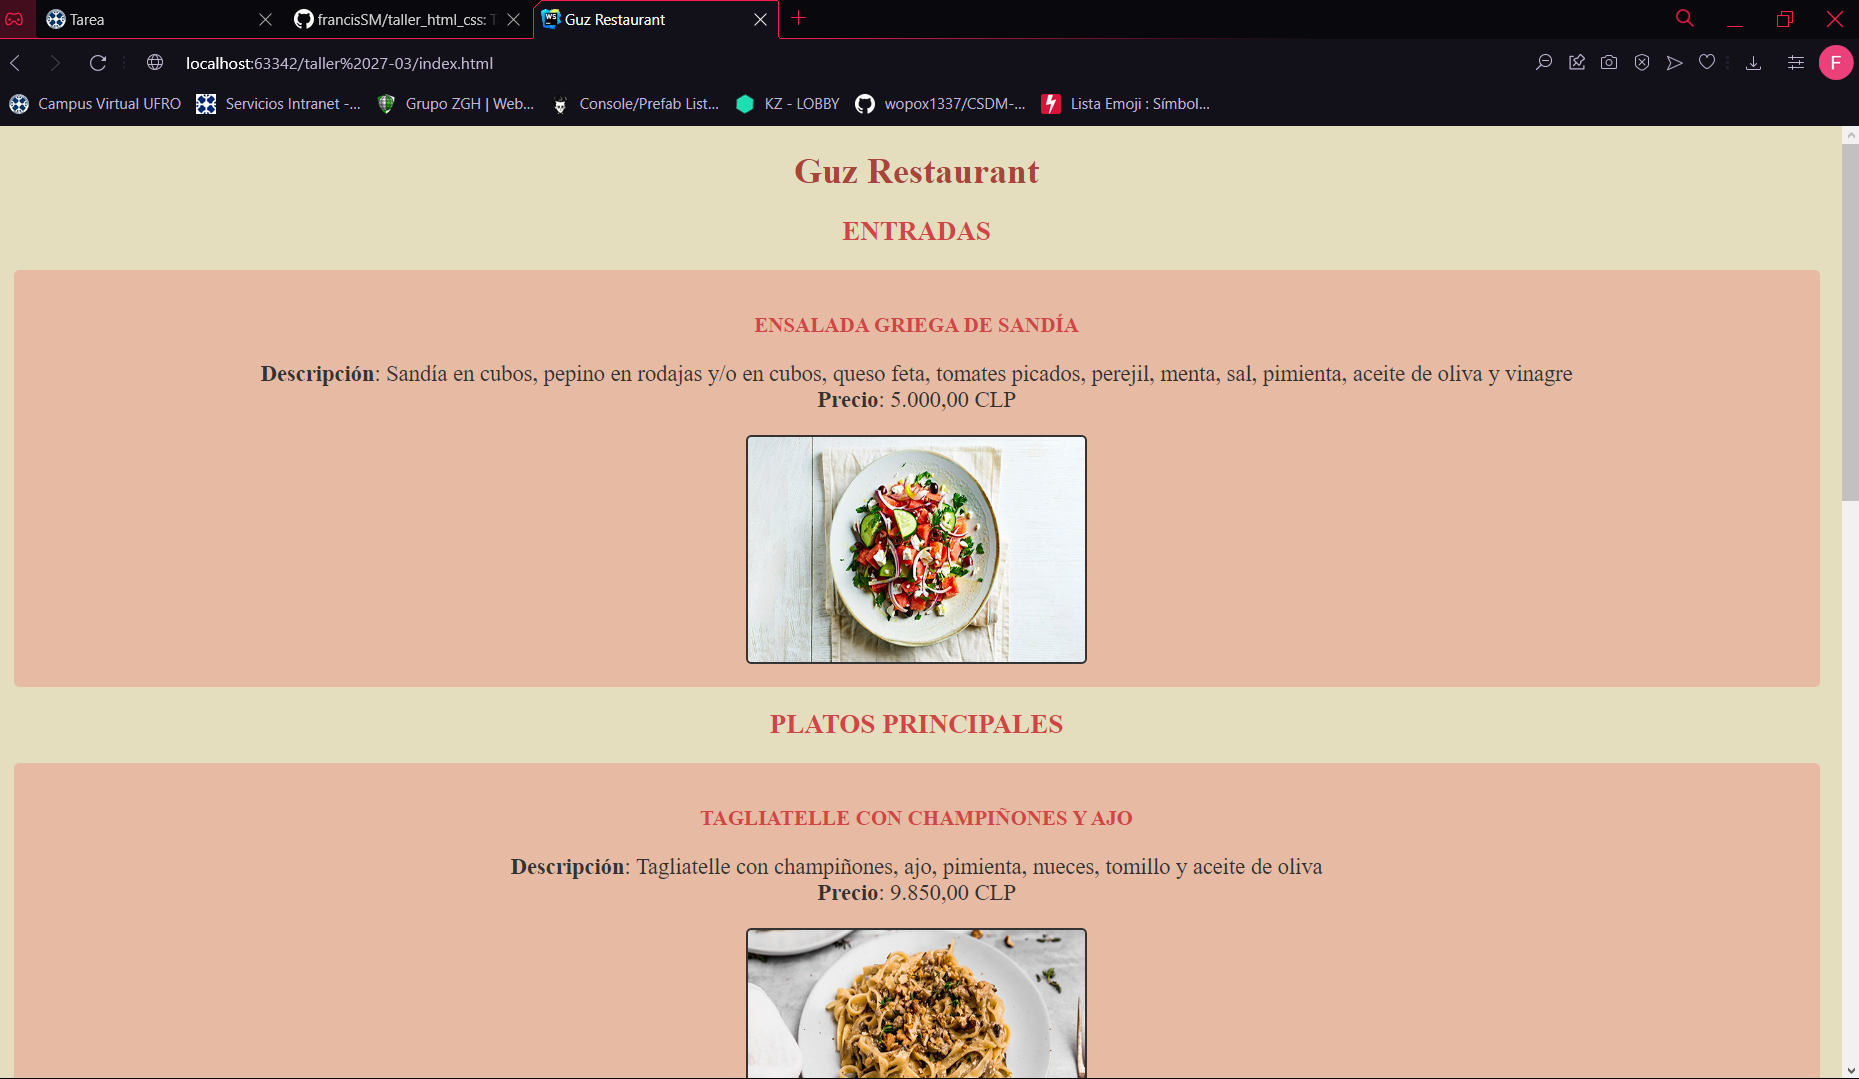 Tarea
francisSM/taller_html_css: T
Guz Restaurant
localhost:63342/taller%2027-03/index.html
F
Campus Virtual UFRO
Servicios Intranet -...
Grupo ZGH | Web...
Console/Prefab List...
KZ - LOBBY
wopox1337/CSDM-...
Lista Emoji : Símbol...
Guz Restaurant
ENTRADAS
ENSALADA GRIEGA DE SANDÍA
Descripción: Sandía en cubos, pepino en rodajas y/o en cubos, queso feta, tomates picados, perejil, menta, sal, pimienta, aceite de oliva y vinagre
Precio: 5.000,00 CLP
PLATOS PRINCIPALES
TAGLIATELLE CON CHAMPIÑONES Y AJO
Descripción: Tagliatelle con champiñones, ajo, pimienta, nueces, tomillo y aceite de oliva
Precio: 9.850,00 CLP